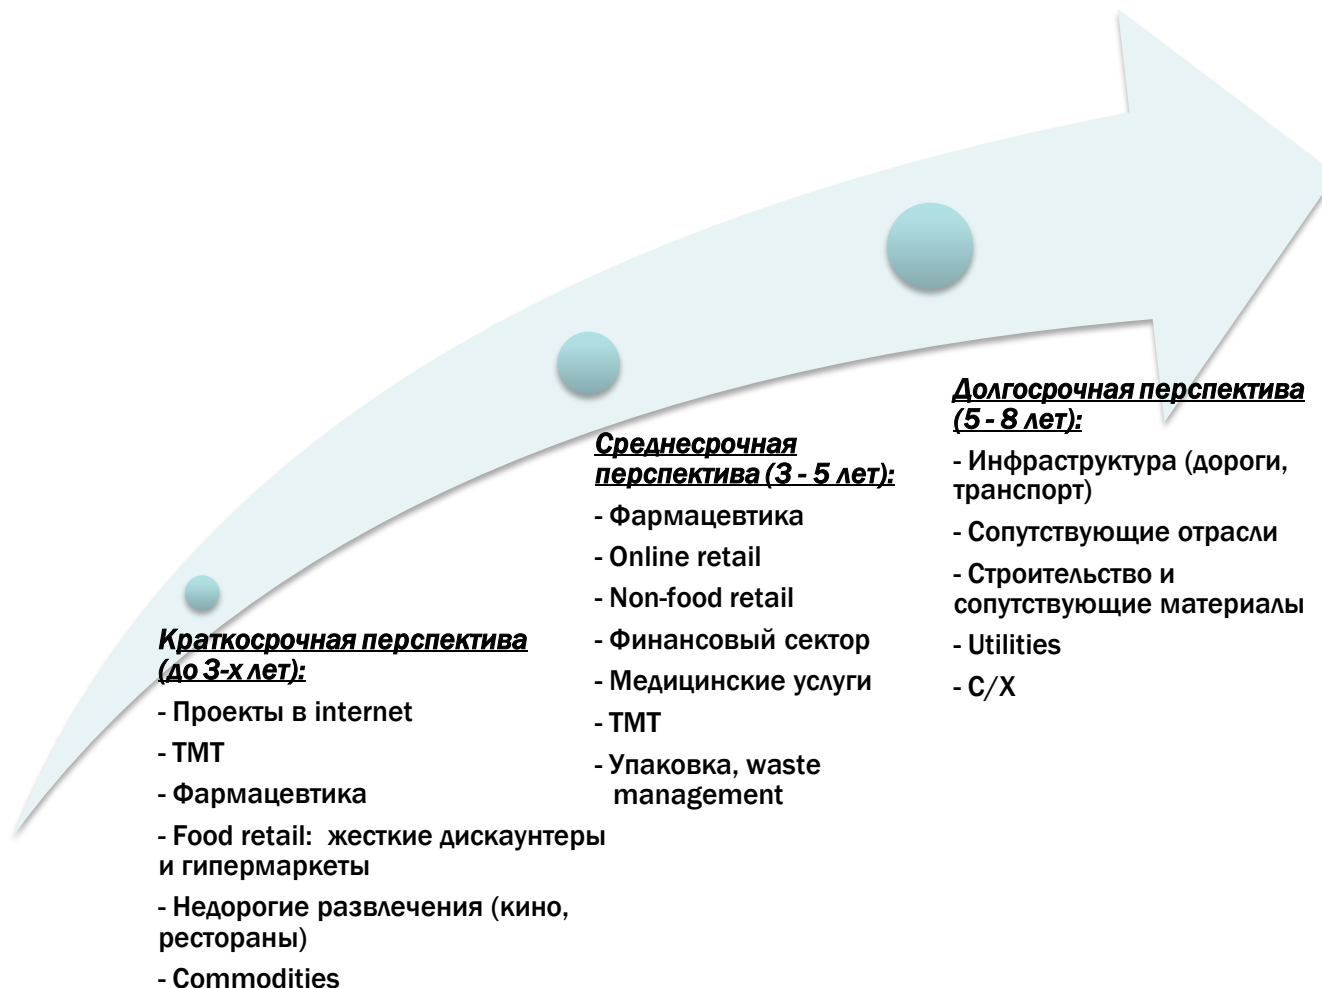 Краткосрочная перспектива
(до 3-х лет):
- Проекты в internet
- ТМТ
- Фармацевтика
- Food retail:  жесткие дискаунтеры
и гипермаркеты
- Недорогие развлечения (кино,
рестораны)
- Commodities
Среднесрочная
перспектива (3 - 5 лет):
- Фармацевтика
- Online retail
- Non-food retail
- Финансовый сектор
- Медицинские услуги
- ТМТ
- Упаковка, waste
management
Долгосрочная перспектива
(5 - 8 лет):
- Инфраструктура (дороги,
транспорт)
- Сопутствующие отрасли
- Строительство и
сопутствующие материалы
- Utilities
- С/Х